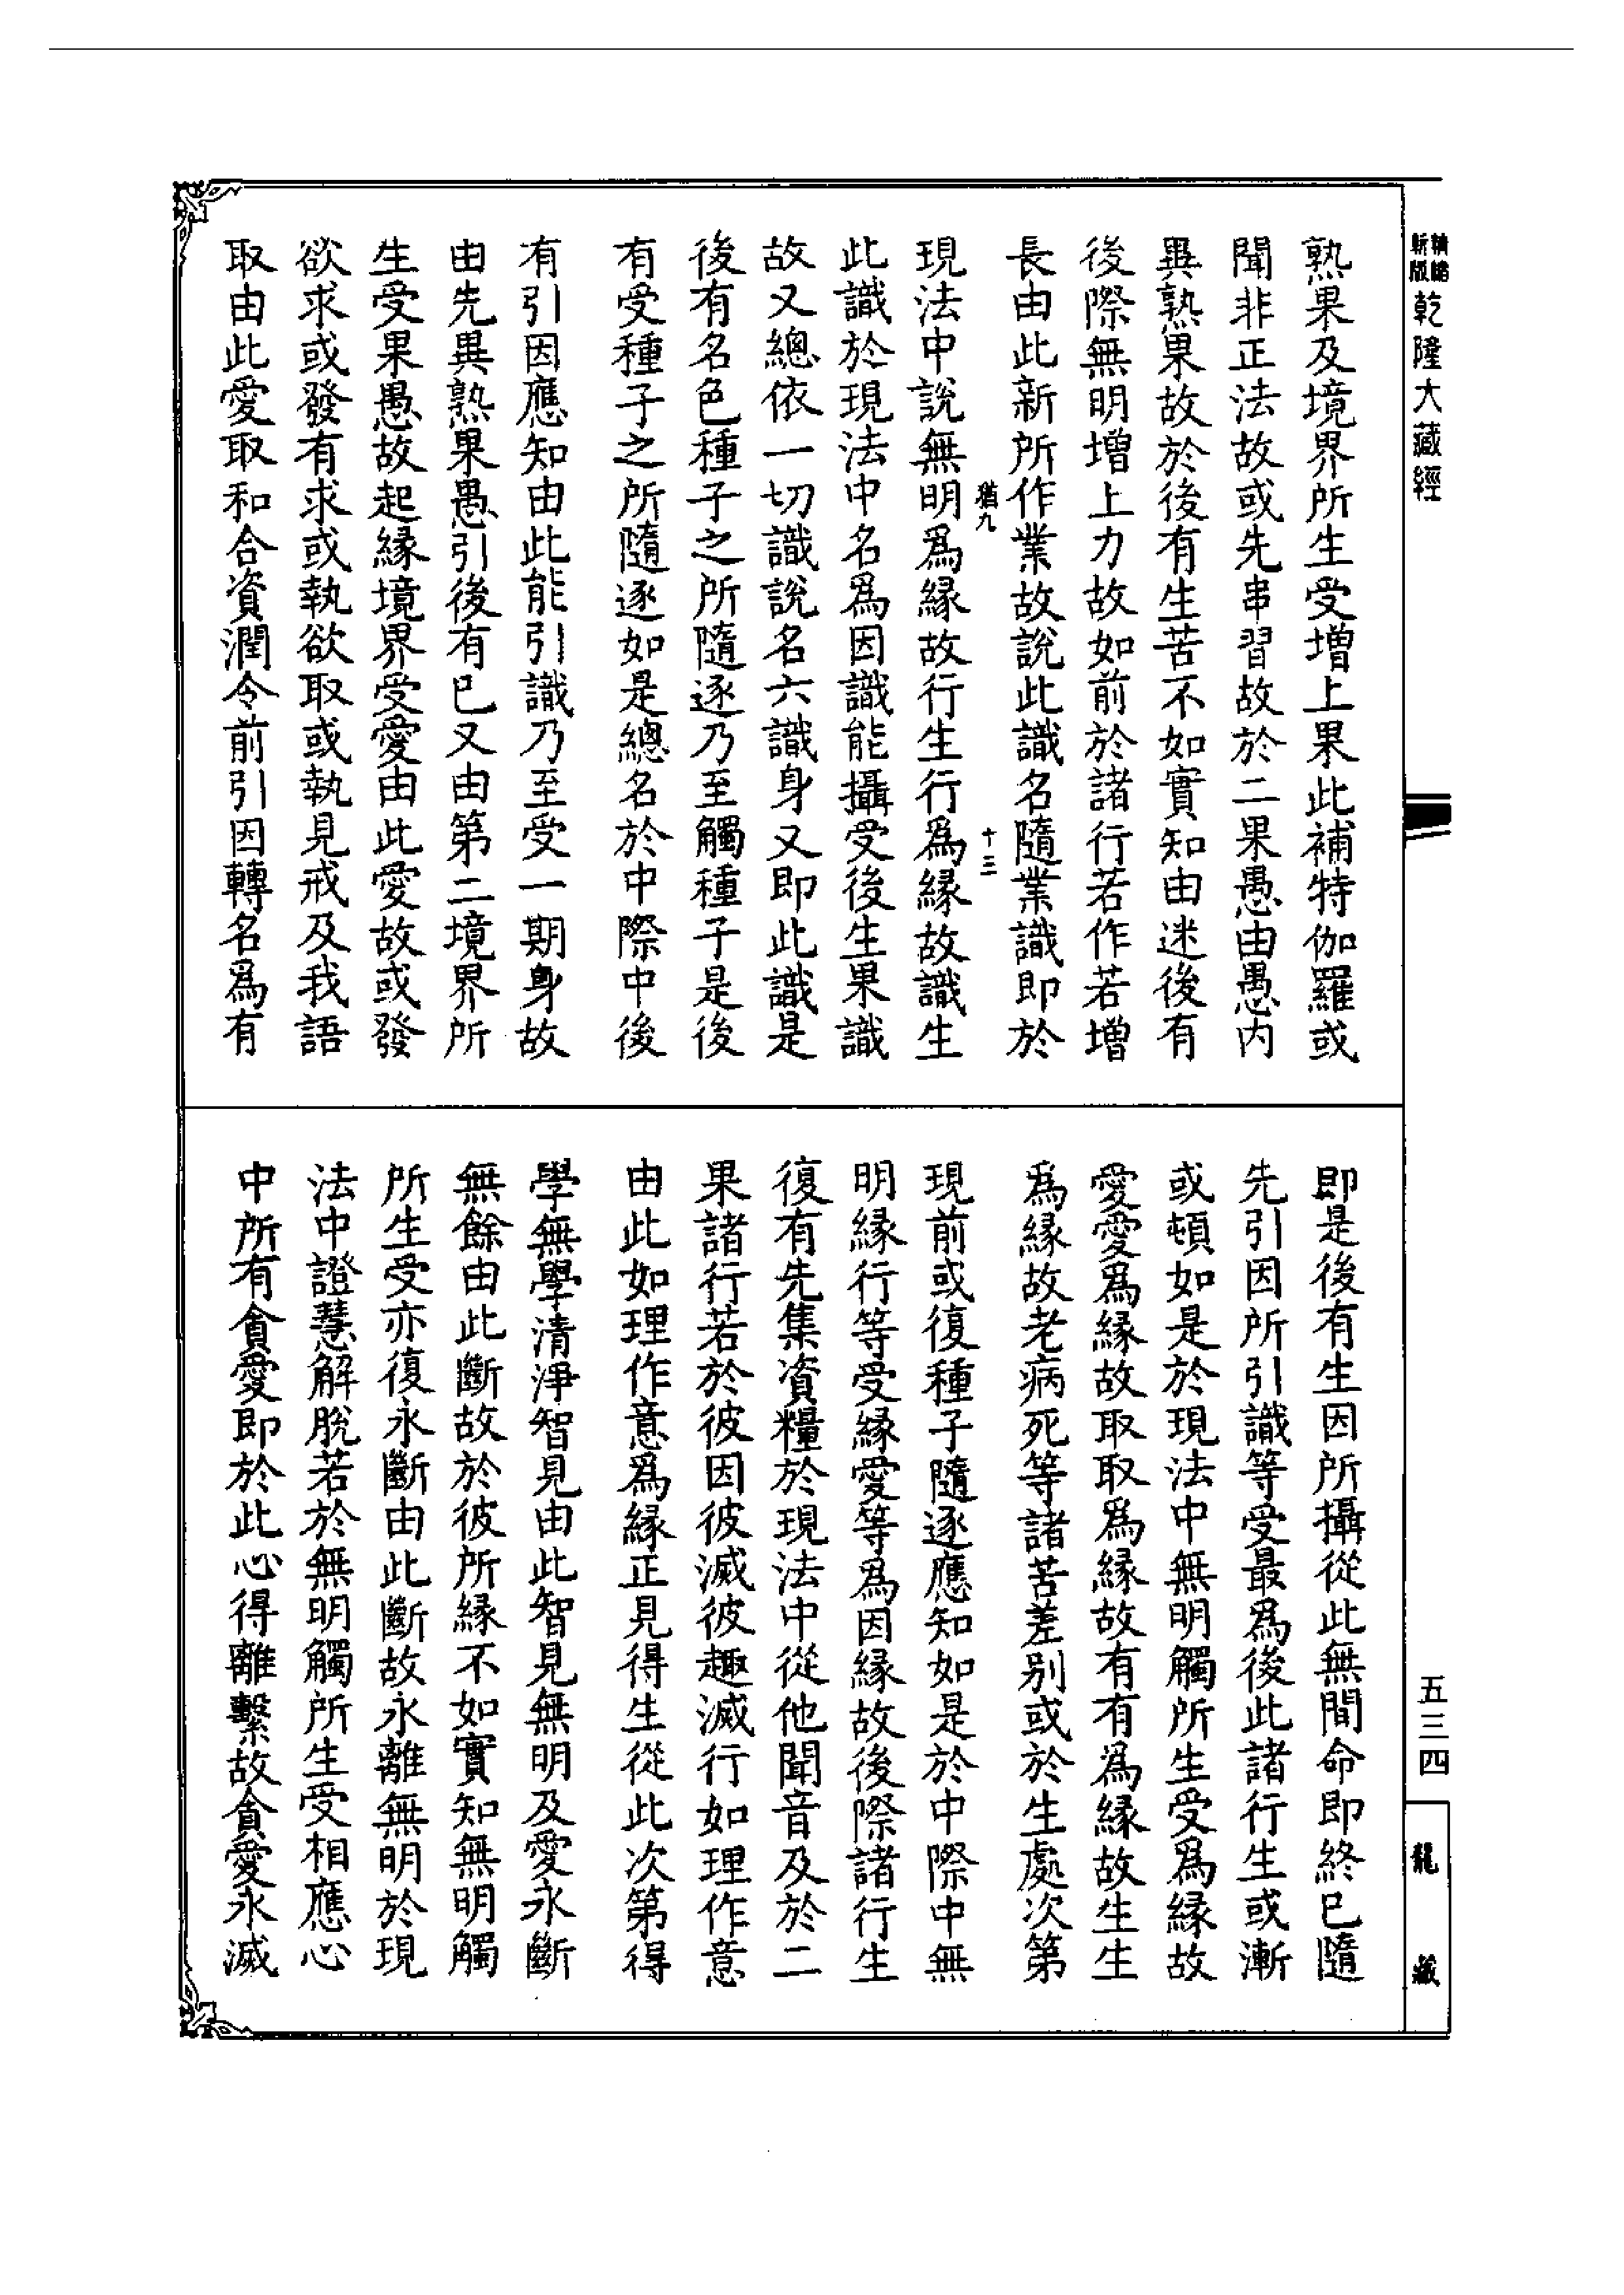 精縮
新版
乾隆大藏經
熟果及境界所生受增上果此補特伽羅或
聞非正法故或先串習故於二果愚由愚內
異熟果故於後有生苦不如實知由迷後有
後際無明增上力故如前於諸行若作若增
長由此新所作業故說此識名隨業識即於
猶九
十三
現法中說無明爲緣故行生行爲緣故識生
此識於現法中名爲因識能攝受後生果識
故又總依一切識說名六識身又即此識是
後有名色種子之所隨逐乃至觸種子是後
有受種子之所隨逐如是總名於中際中後
有引因應知由此能引識乃至受一期身故
由先異熟果愚引後有已又由第二境界所
生受果愚故起緣境界受愛由此愛故或發
欲求或發有求或執欲取或執見戒及我語
取由此愛取和合資潤令前引因轉名爲有
即是後有生因所攝從此無間命即終已隨
先引因所引識等受最爲後此諸行生或漸
或頓如是於現法中無明觸所生受爲緣故
愛愛爲緣故取取爲緣故有有爲緣故生生
爲緣故老病死等諸苦差別或於生處次第
現前或復種子隨逐應知如是於中際中無
明緣行等受緣愛等爲因緣故後際諸行生
復有先集資糧於現法中從他聞音及於二
果諸行若於彼因彼滅彼趣滅行如理作意
由此如理作意爲緣正見得生從此次第得
學無學清淨智見由此智見無明及愛永斷
無餘由此斷故於彼所緣不如實知無明觸
所生受亦復永斷由此斷故永離無明於現
法中證慧解脫若於無明觸所生受相應心
中所有貪愛即於此心得離繫故貪愛永滅
五三四
龍藏